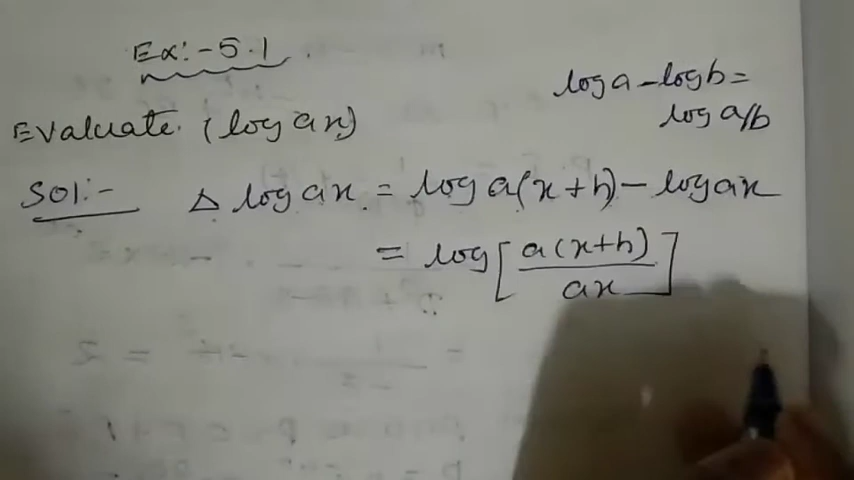 Ex:-5.1
Evaluate. (log ax)
log a - log b =
log a/b
Sol:- Δ log ax. = log a(x+h) - log ax
= log [ a(x+h) / ax ]